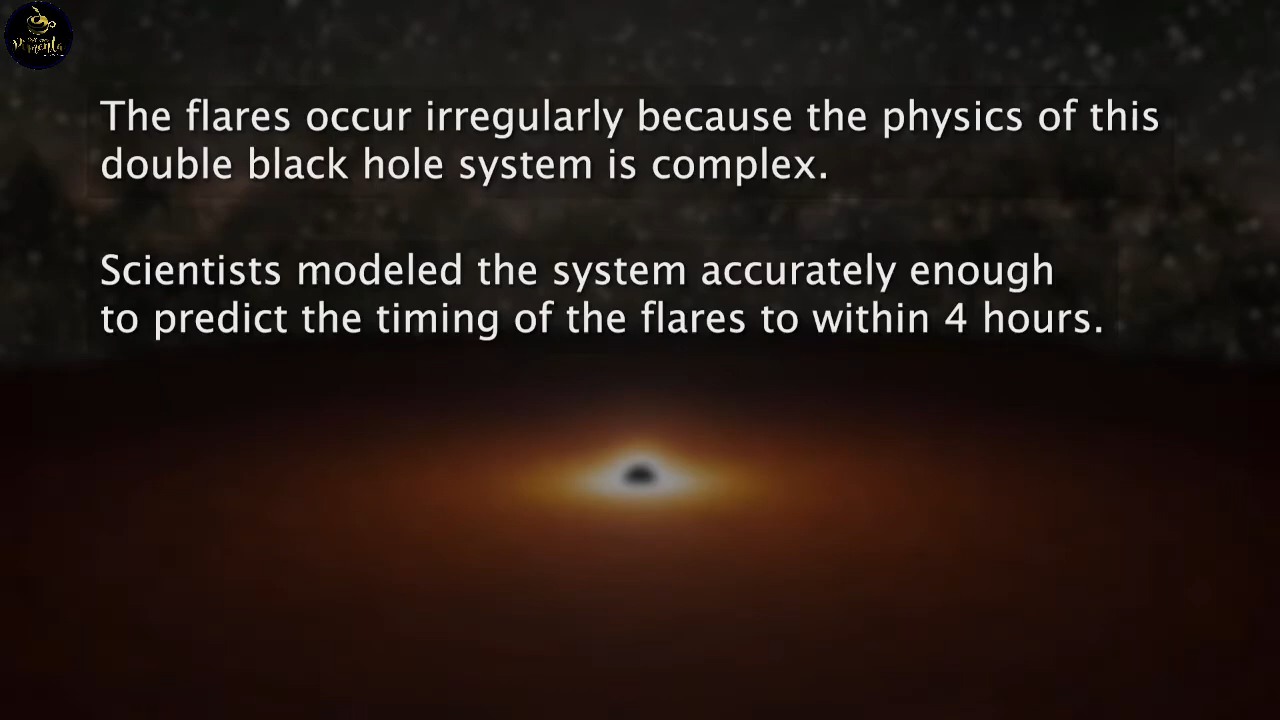 Pimenta
The flares occur irregularly because the physics of this
double black hole system is complex.
Scientists modeled the system accurately enough
to predict the timing of the flares to within 4 hours.